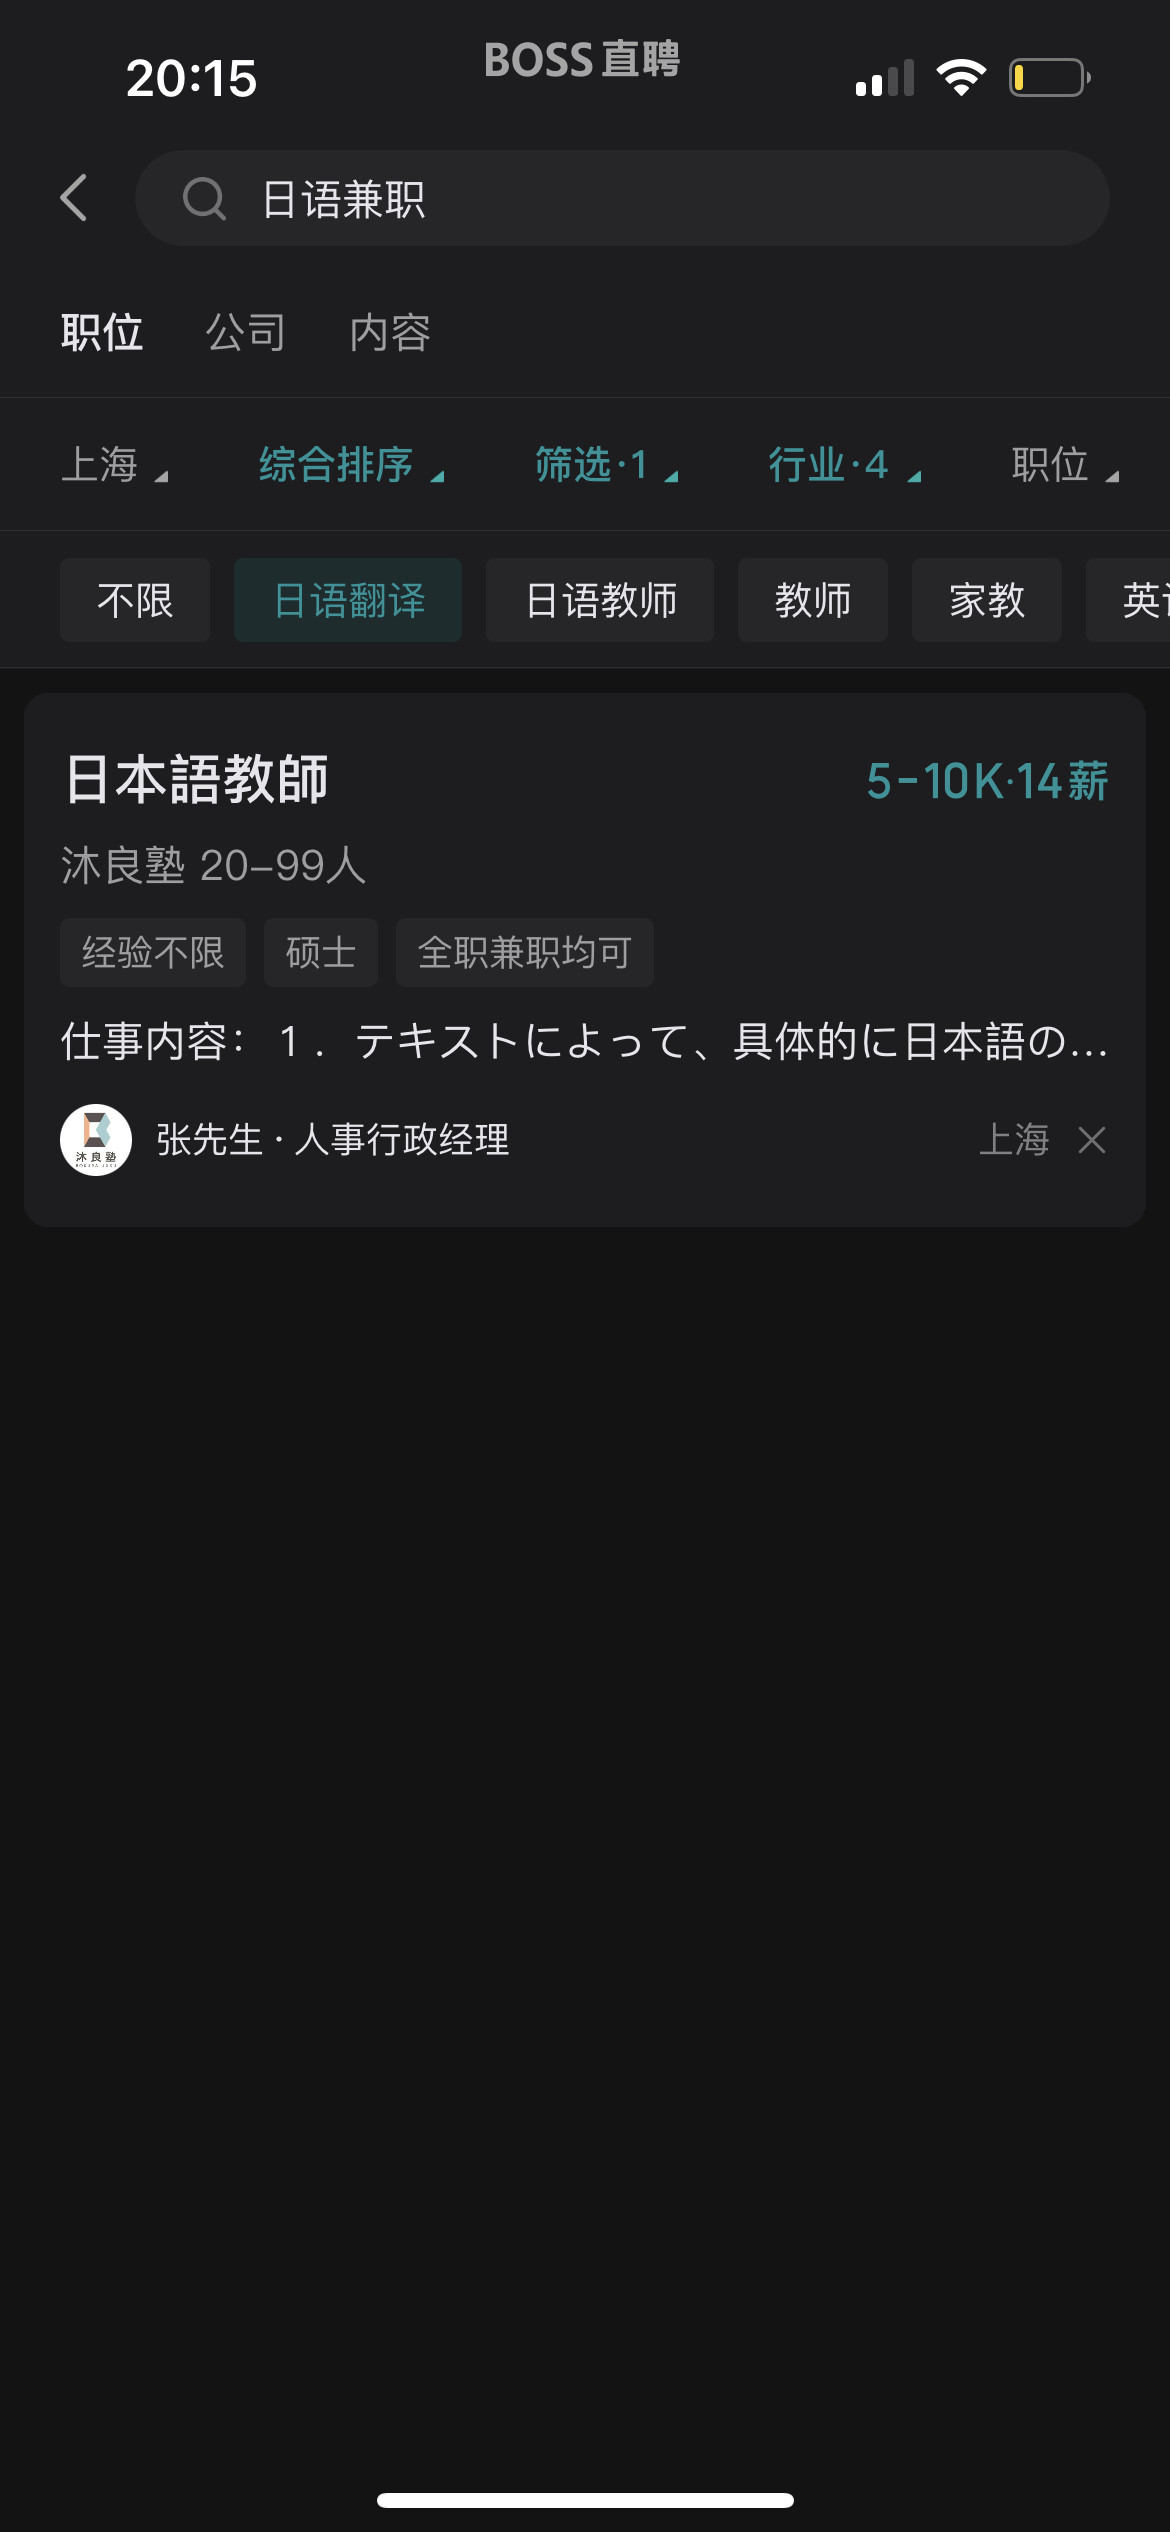 20:15
BOSS 直聘
日语兼职
职位 公司 内容
上海 综合排序 筛选·1 行业·4 职位
不限 日语翻译 日语教师 教师 家教 英
日本語教師 5-10K·14薪
沐良塾 20-99人
经验不限 硕士 全职兼职均可
仕事内容： 1． テキストによって、具体的に日本語の...
沐良塾
张先生 · 人事行政经理 上海